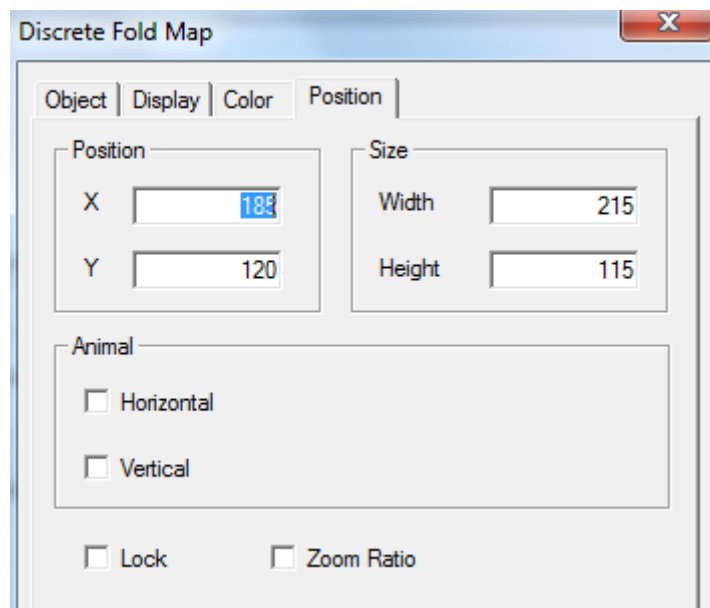 Discrete Fold Map
Object Display Color Position
Position Size
X 185 Width 215
Y 120 Height 115
Animal
Horizontal
Vertical
Lock Zoom Ratio